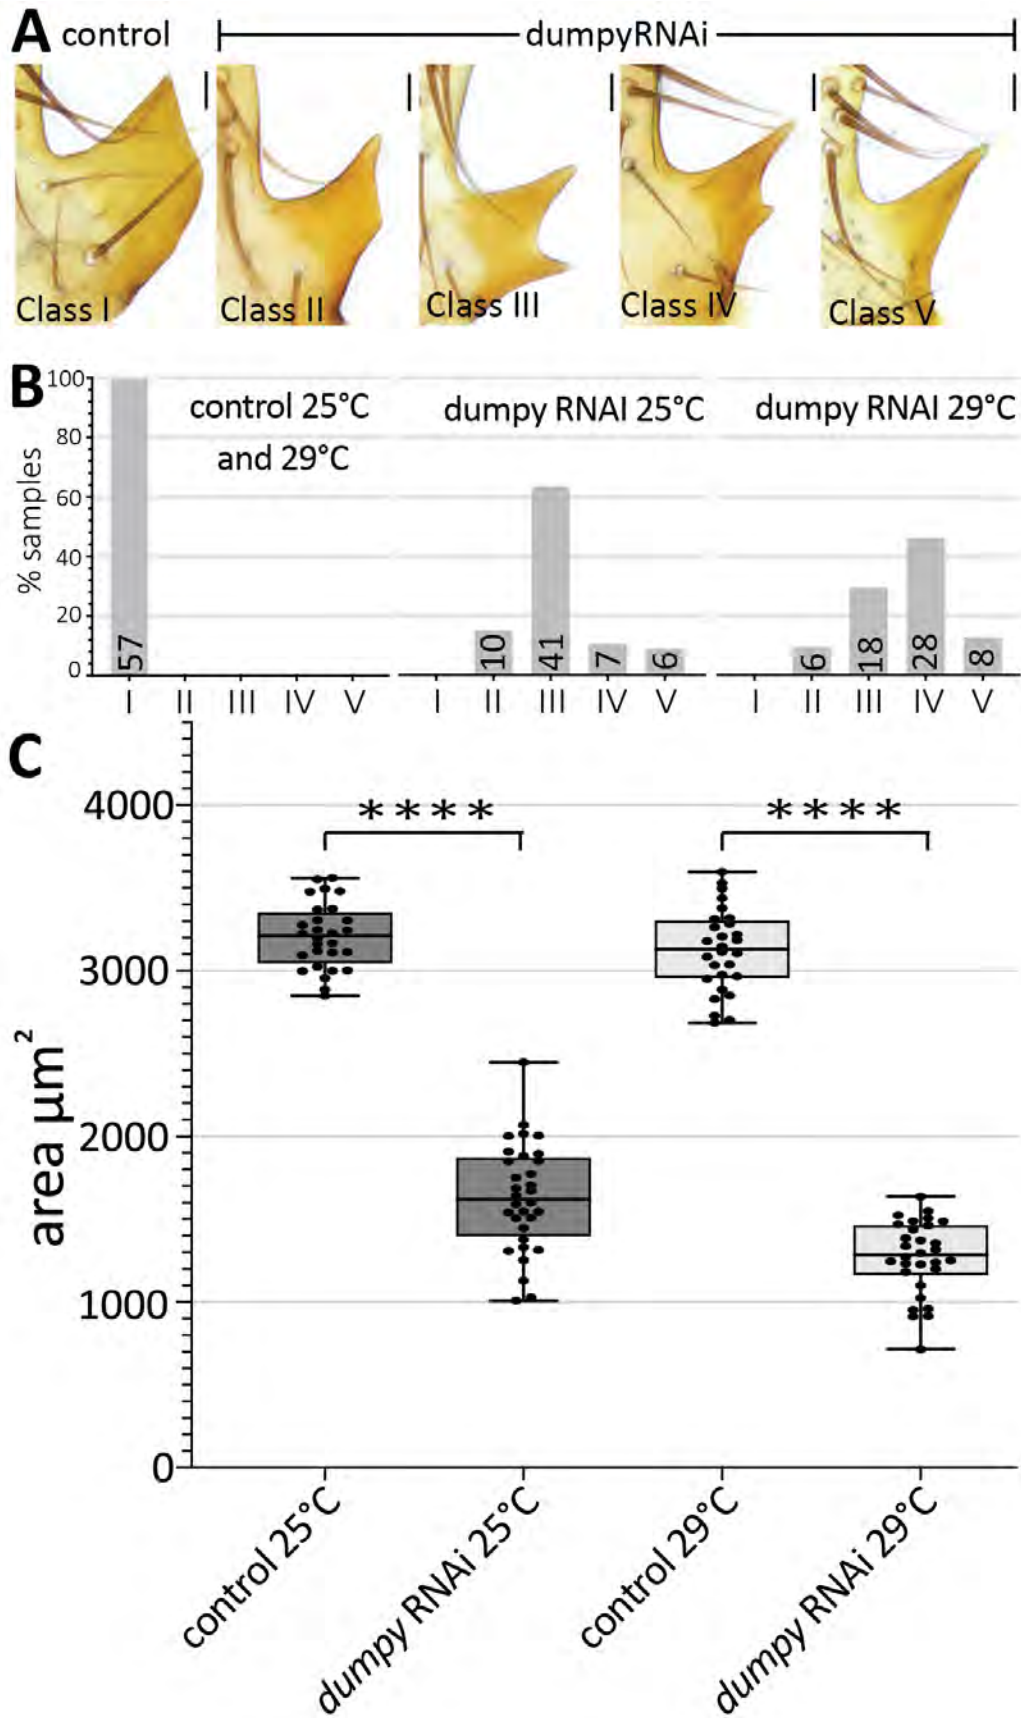 A control dumpyRNAi
Class I Class II Class III Class IV Class V
B
100
80
60
40
20
0
% samples
control 25°C
and 29°C
dumpy RNAI 25°C
dumpy RNAI 29°C
57 10 41 7 6 6 18 28 8
I II III IV V I II III IV V I II III IV V
C
4000
3000
2000
1000
0
area µm²
**** ****
control 25°C
dumpy RNAi 25°C
control 29°C
dumpy RNAi 29°C